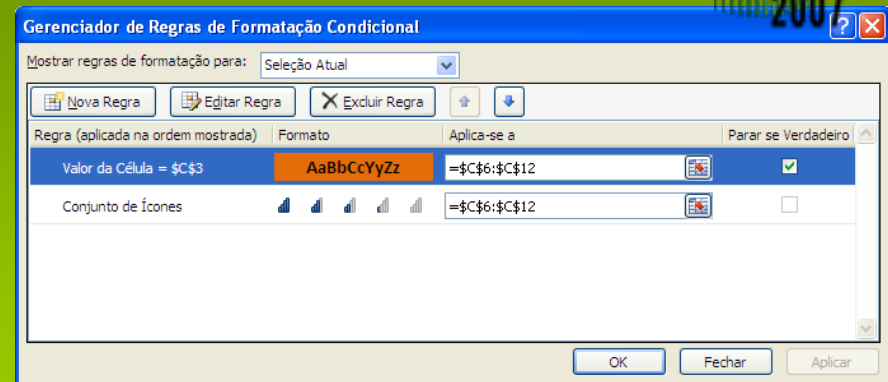 2007
Gerenciador de Regras de Formatação Condicional
Mostrar regras de formatação para: Seleção Atual
Nova Regra Editar Regra Excluir Regra
Regra (aplicada na ordem mostrada) Formato Aplica-se a Parar se Verdadeiro
Valor da Célula = $C$3 AaBbCcYyZz =$C$6:$C$12
Conjunto de Ícones =$C$6:$C$12
OK Fechar Aplicar